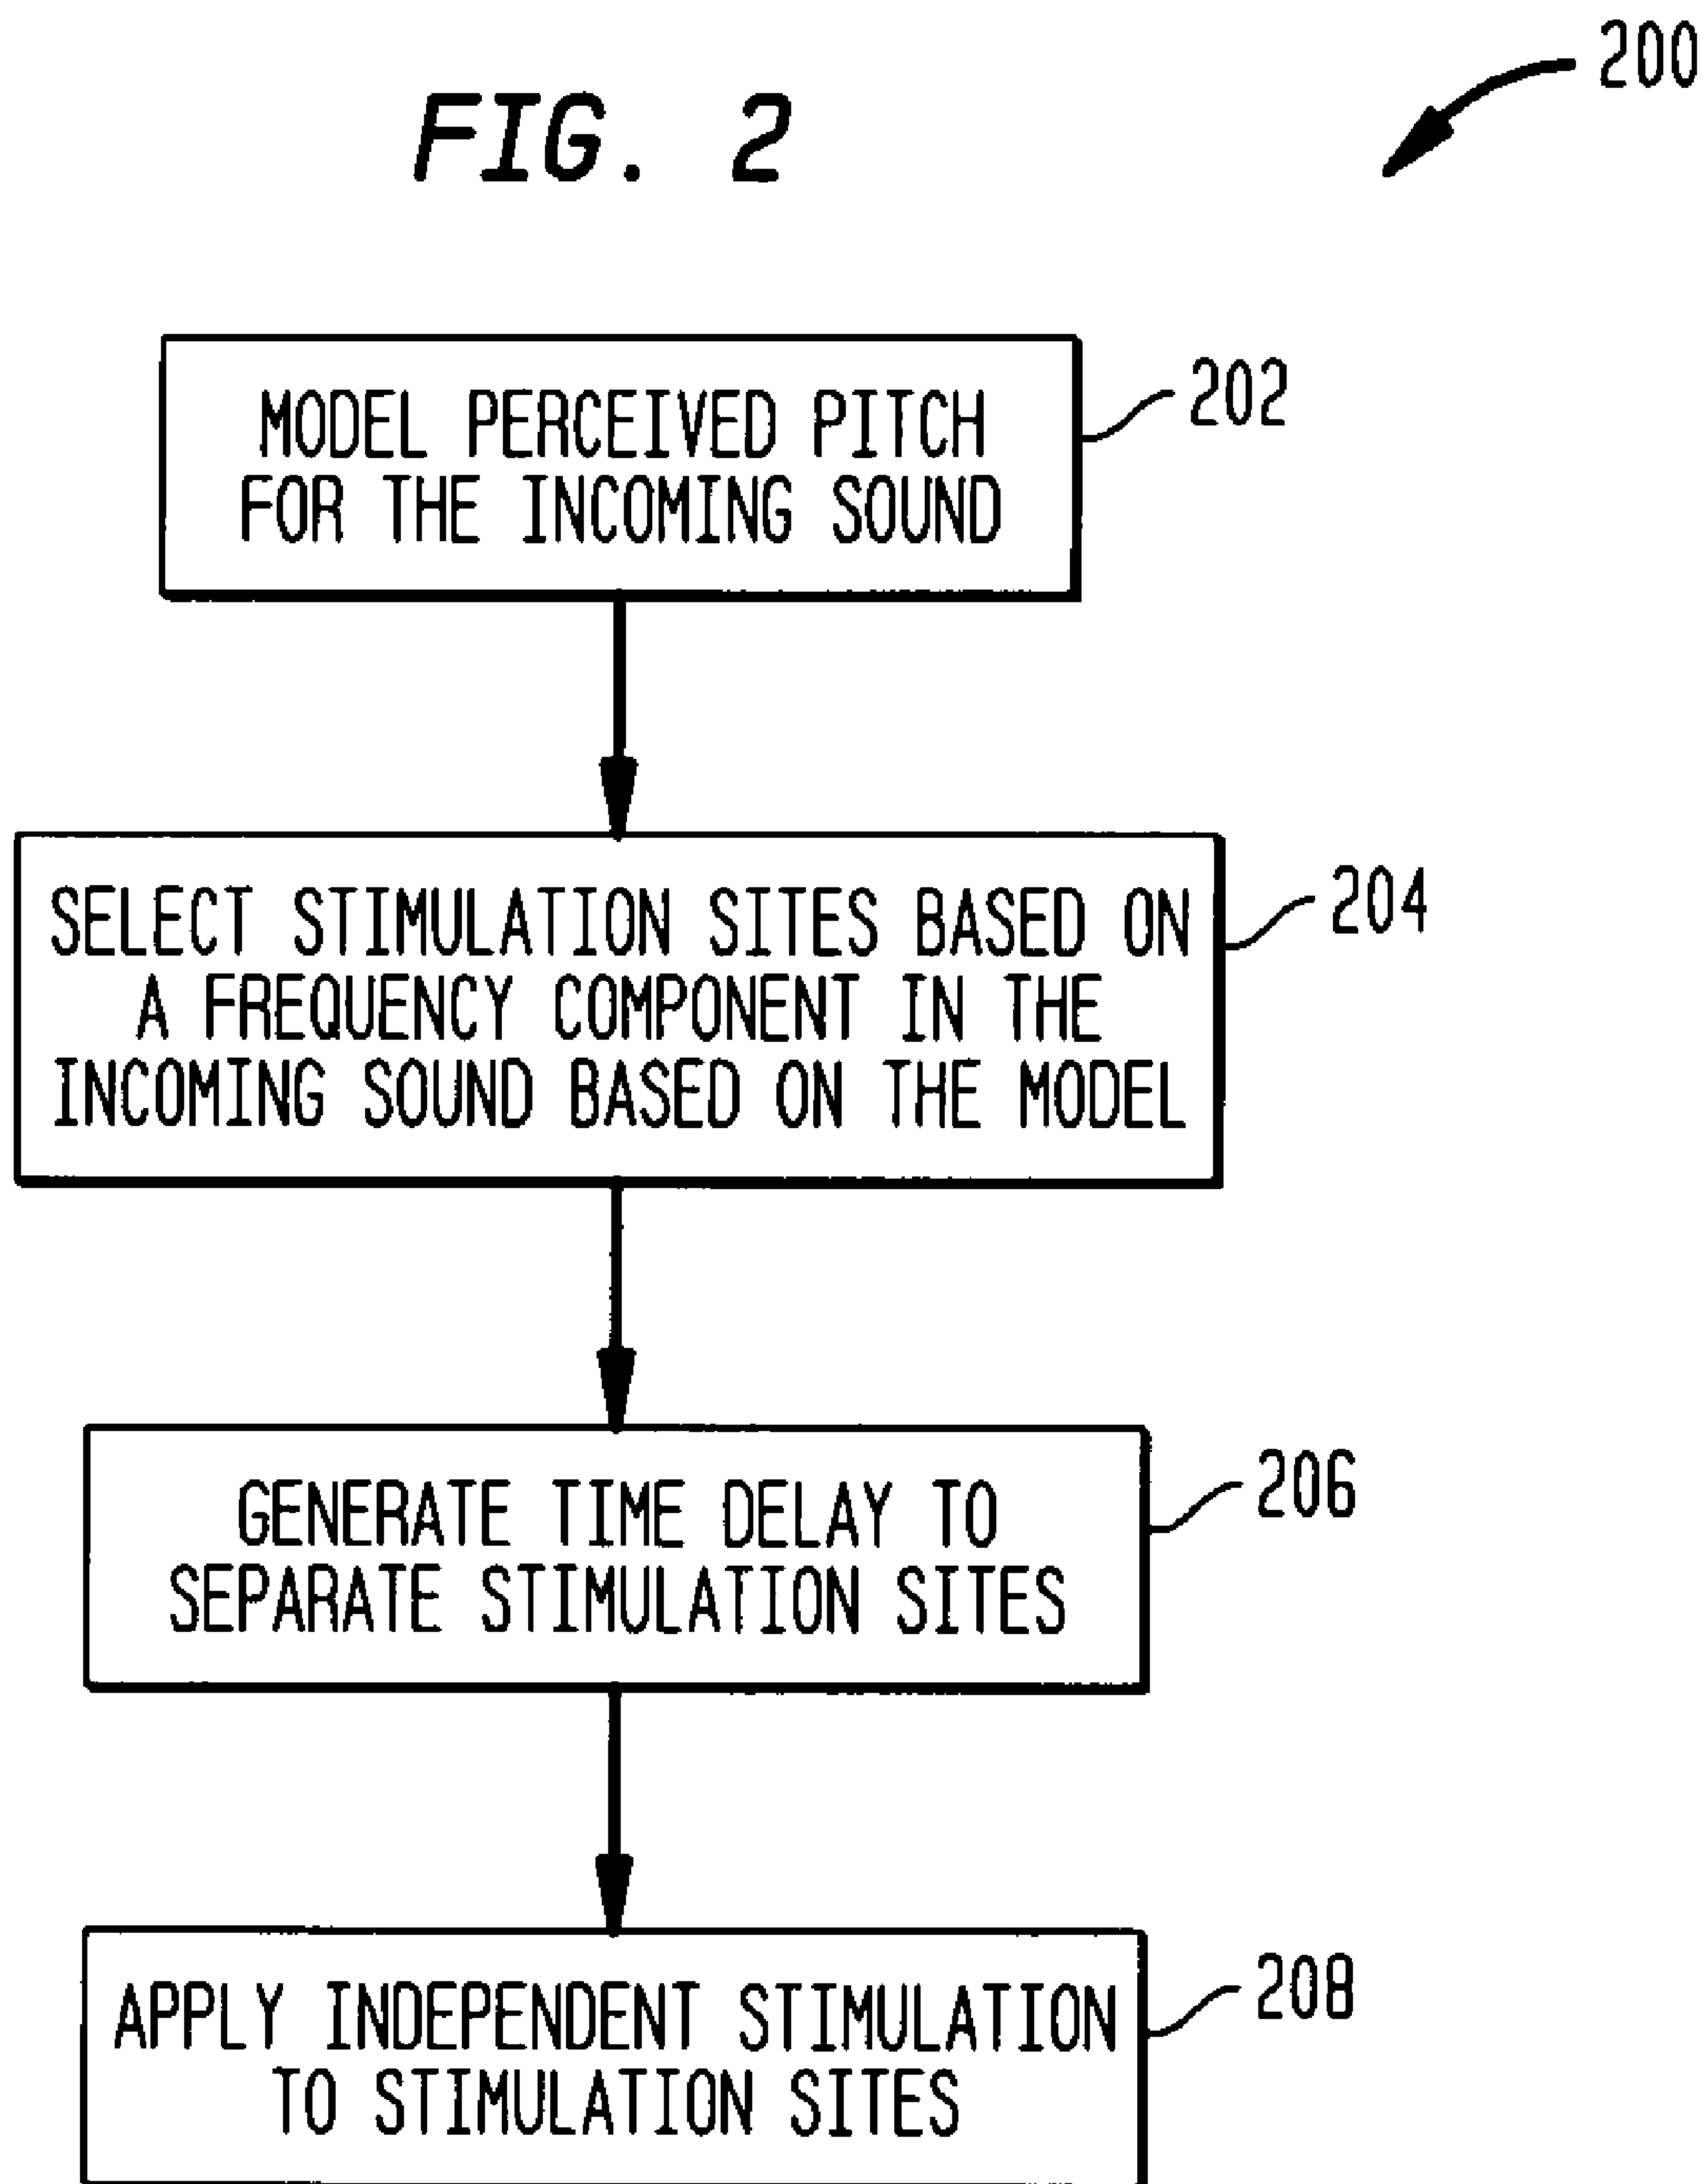 FIG. 2
200
MODEL PERCEIVED PITCH
FOR THE INCOMING SOUND
202
SELECT STIMULATION SITES BASED ON
A FREQUENCY COMPONENT IN THE
INCOMING SOUND BASED ON THE MODEL
204
GENERATE TIME DELAY TO
SEPARATE STIMULATION SITES
206
APPLY INDEPENDENT STIMULATION
TO STIMULATION SITES
208